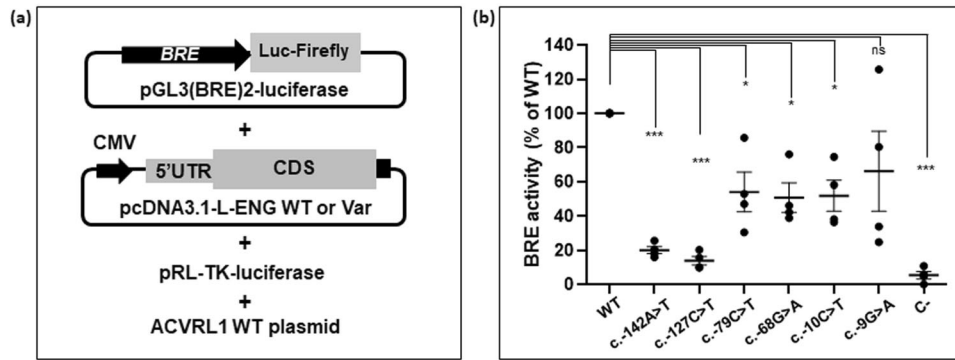 (a)
BRE
Luc-Firefly
pGL3(BRE)2-luciferase
+
CMV
5'UTR
CDS
pcDNA3.1-L-ENG WT or Var
+
pRL-TK-luciferase
+
ACVRL1 WT plasmid
(b)
BRE activity (% of WT)
140
120
100
80
60
40
20
0
***
***
*
*
*
ns
***
WT
c.-142A>T
c.-127C>T
c.-79C>T
c.-68G>A
c.-10C>T
c.-9G>A
C-